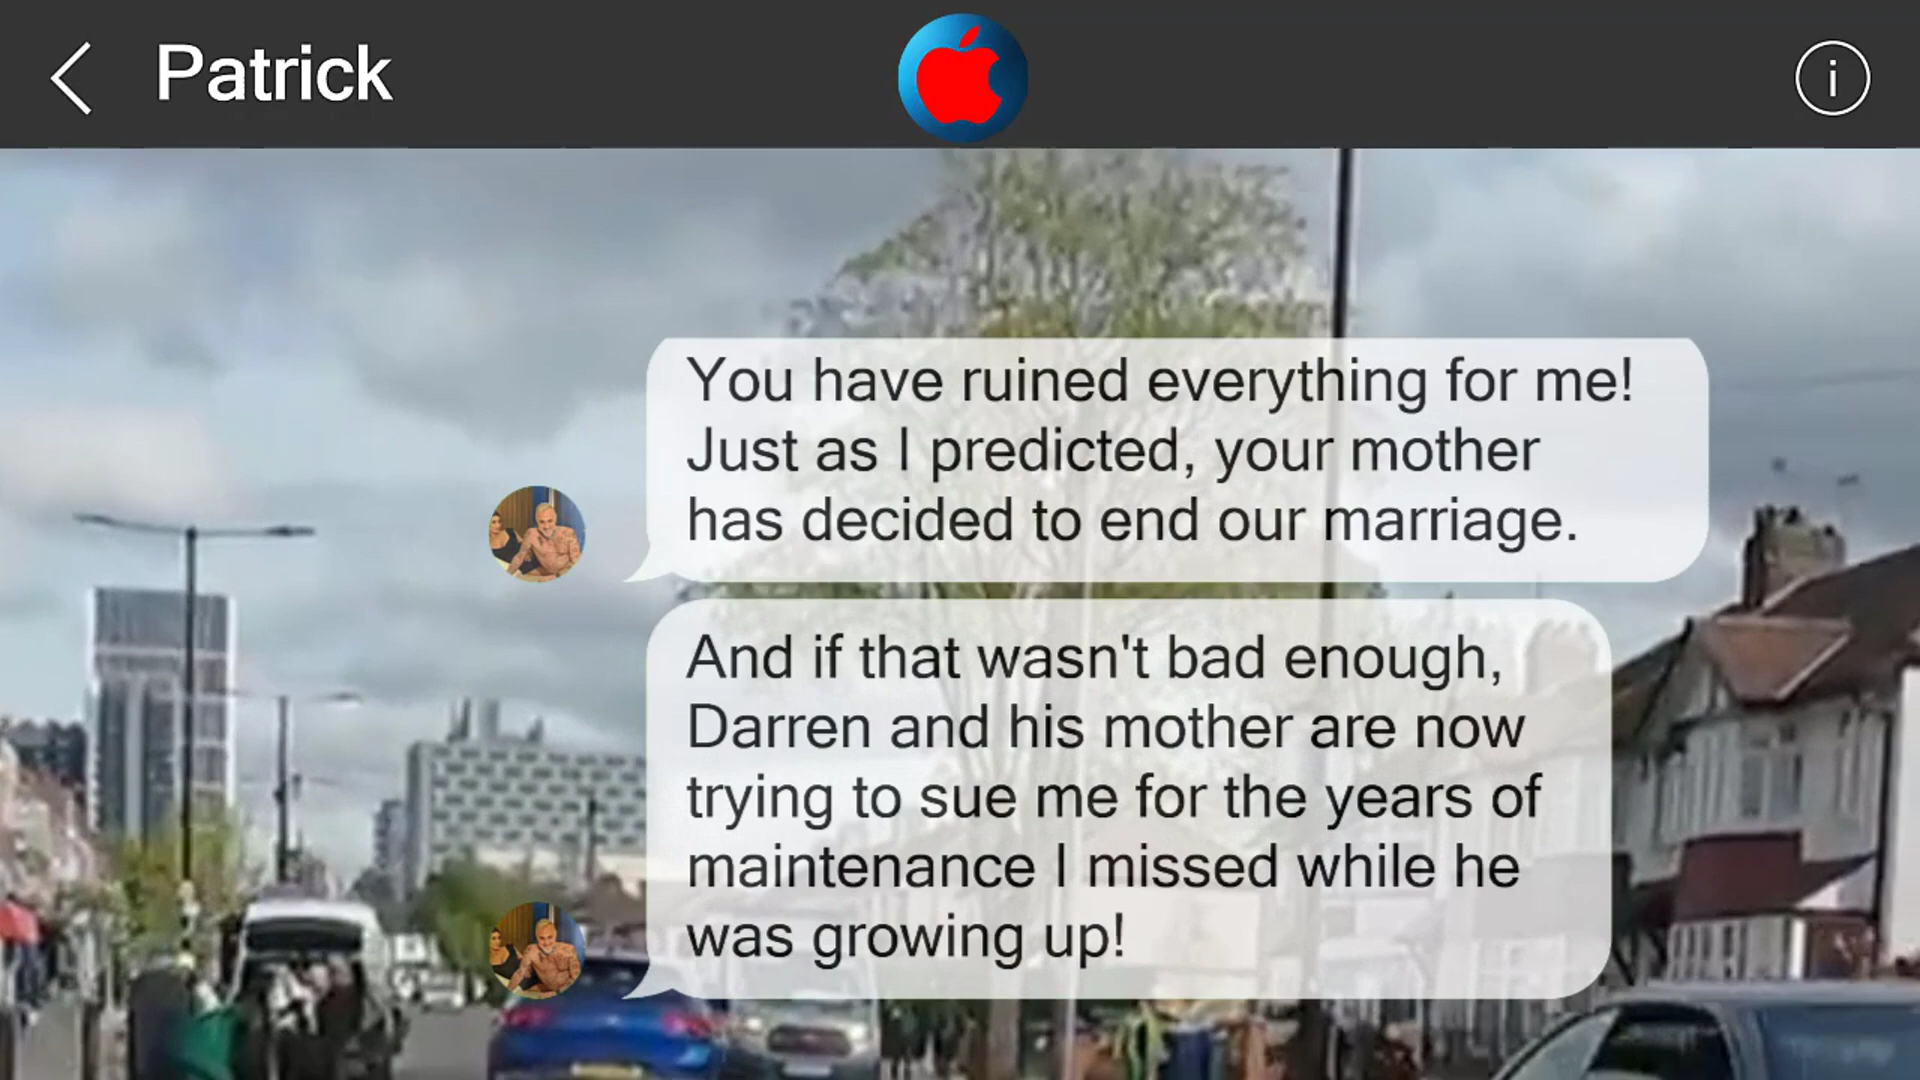 Patrick
You have ruined everything for me!
Just as I predicted, your mother
has decided to end our marriage.
And if that wasn't bad enough,
Darren and his mother are now
trying to sue me for the years of
maintenance I missed while he
was growing up!